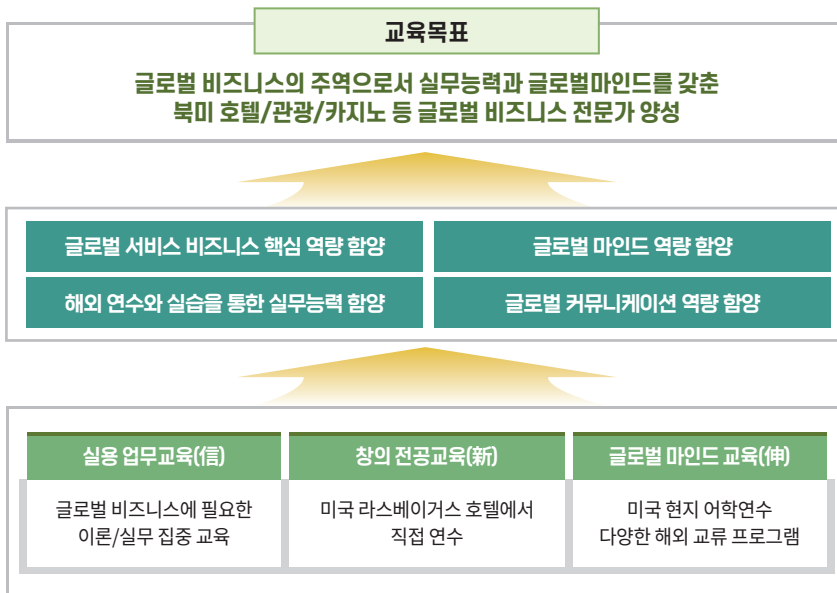 교육목표
글로벌 비즈니스의 주역으로서 실무능력과 글로벌마인드를 갖춘
북미 호텔/관광/카지노 등 글로벌 비즈니스 전문가 양성
글로벌 서비스 비즈니스 핵심 역량 함양
글로벌 마인드 역량 함양
해외 연수와 실습을 통한 실무능력 함양
글로벌 커뮤니케이션 역량 함양
실용 업무교육(信)
창의 전공교육(新)
글로벌 마인드 교육(伸)
글로벌 비즈니스에 필요한
이론/실무 집중 교육
미국 라스베이거스 호텔에서
직접 연수
미국 현지 어학연수
다양한 해외 교류 프로그램